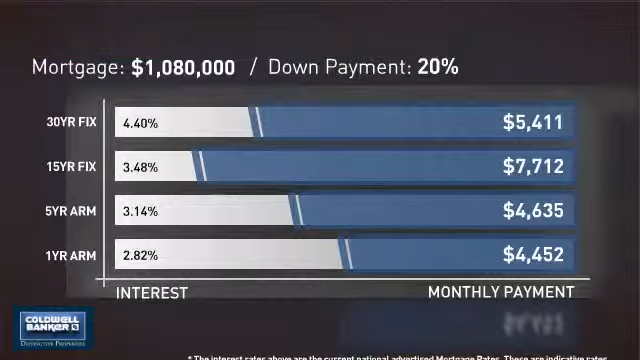 Mortgage: $1,080,000 / Down Payment: 20%
30YR FIX 4.40% $5,411
15YR FIX 3.48% $7,712
5YR ARM 3.14% $4,635
1YR ARM 2.82% $4,452
INTEREST MONTHLY PAYMENT
COLDWELL
BANKER
DISTINCTIVE PROPERTIES
* The interest rates above are the current national advertised Mortgage Rates. These are indicative rates